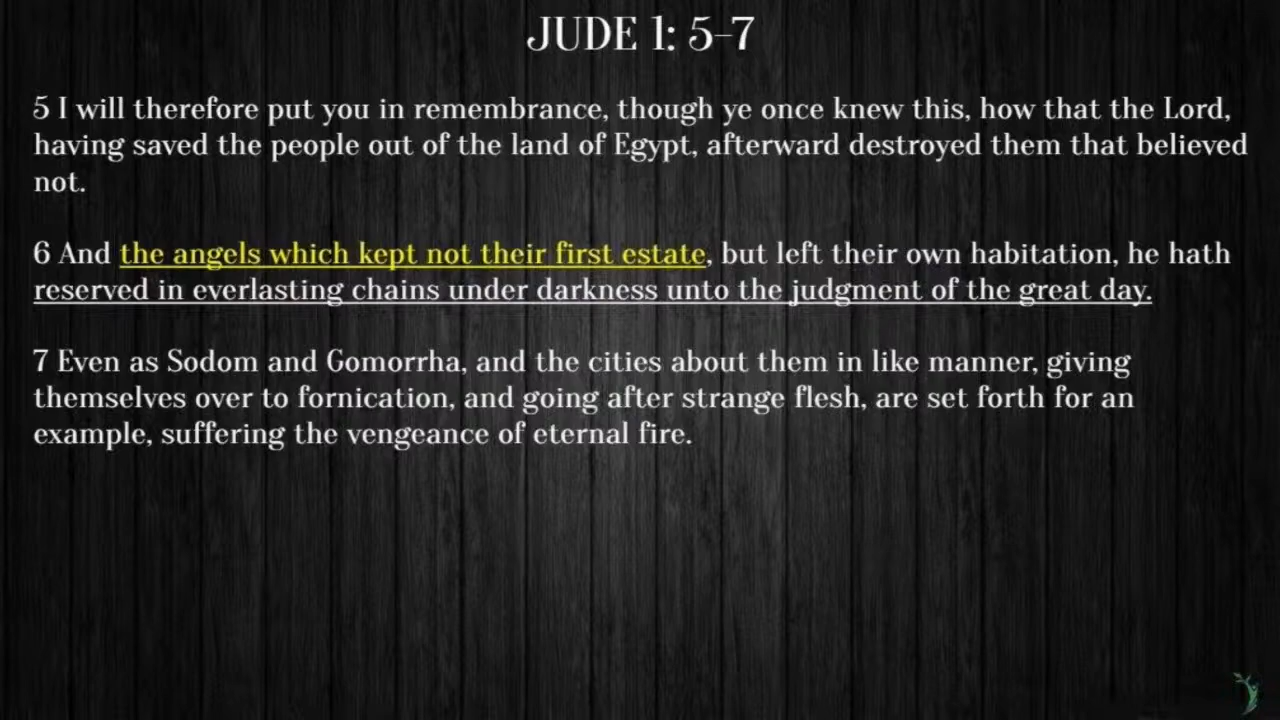 JUDE 1: 5-7
5 I will therefore put you in remembrance, though ye once knew this, how that the Lord,
having saved the people out of the land of Egypt, afterward destroyed them that believed
not.
6 And the angels which kept not their first estate, but left their own habitation, he hath
reserved in everlasting chains under darkness unto the judgment of the great day.
7 Even as Sodom and Gomorrha, and the cities about them in like manner, giving
themselves over to fornication, and going after strange flesh, are set forth for an
example, suffering the vengeance of eternal fire.